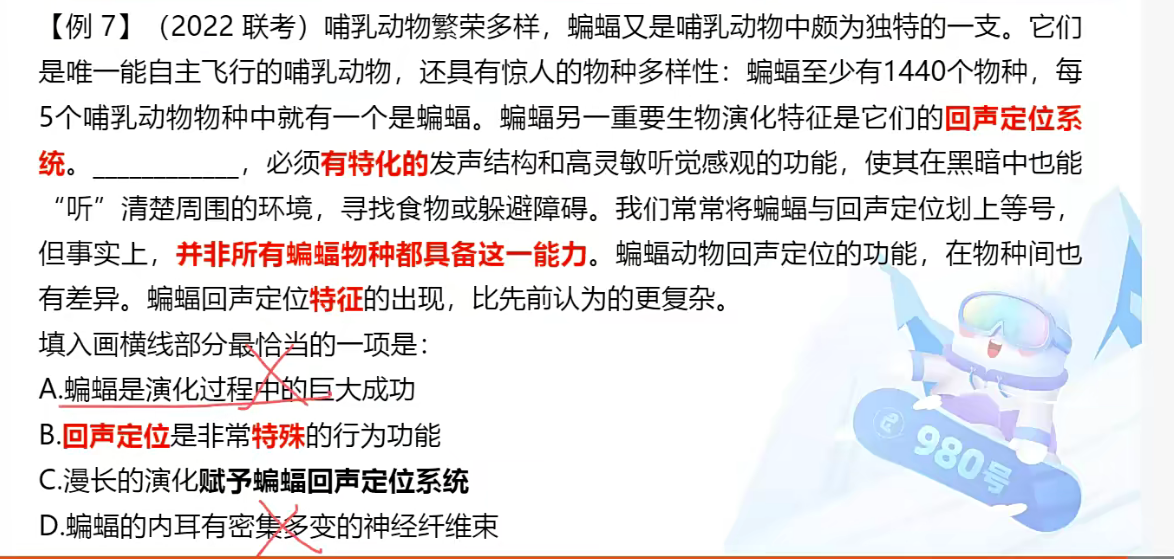 【例 7】（2022 联考）哺乳动物繁荣多样，蝙蝠又是哺乳动物中颇为独特的一支。它们
是唯一能自主飞行的哺乳动物，还具有惊人的物种多样性：蝙蝠至少有1440个物种，每
5个哺乳动物物种中就有一个是蝙蝠。蝙蝠另一重要生物演化特征是它们的回声定位系
统。____________，必须有特化的发声结构和高灵敏听觉感观的功能，使其在黑暗中也能
“听”清楚周围的环境，寻找食物或躲避障碍。我们常常将蝙蝠与回声定位划上等号，
但事实上，并非所有蝙蝠物种都具备这一能力。蝙蝠动物回声定位的功能，在物种间也
有差异。蝙蝠回声定位特征的出现，比先前认为的更复杂。
填入画横线部分最恰当的一项是：
A.蝙蝠是演化过程中的巨大成功
B.回声定位是非常特殊的行为功能
C.漫长的演化赋予蝙蝠回声定位系统
D.蝙蝠的内耳有密集多变的神经纤维束
980号